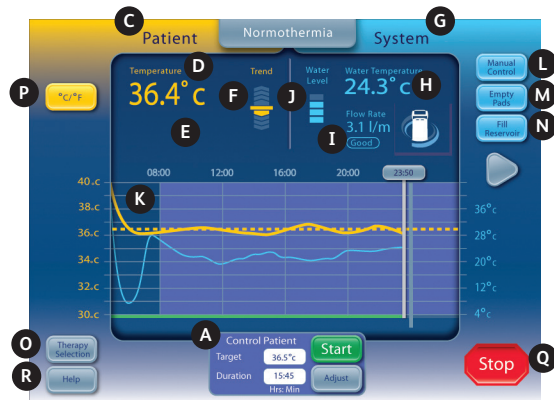 C
G
Patient
Normothermia
System
L
Manual
Control
D
Temperature
36.4°c
E
F
Trend
J
Water
Level
Water Temperature
24.3°c
H
Flow Rate
3.1 l/m
Good
I
P
°C/°F
M
Empty
Pads
N
Fill
Reservoir
08:00 12:00 16:00 20:00 23:50
K
40.c
38.c
36.c
34.c
32.c
30.c
36°c
28°c
20°c
12°c
4°c
A
Control Patient
Target 36.5°c Start
Duration 15:45 Adjust
Hrs: Min
O
Therapy
Selection
R
Help
Q
Stop